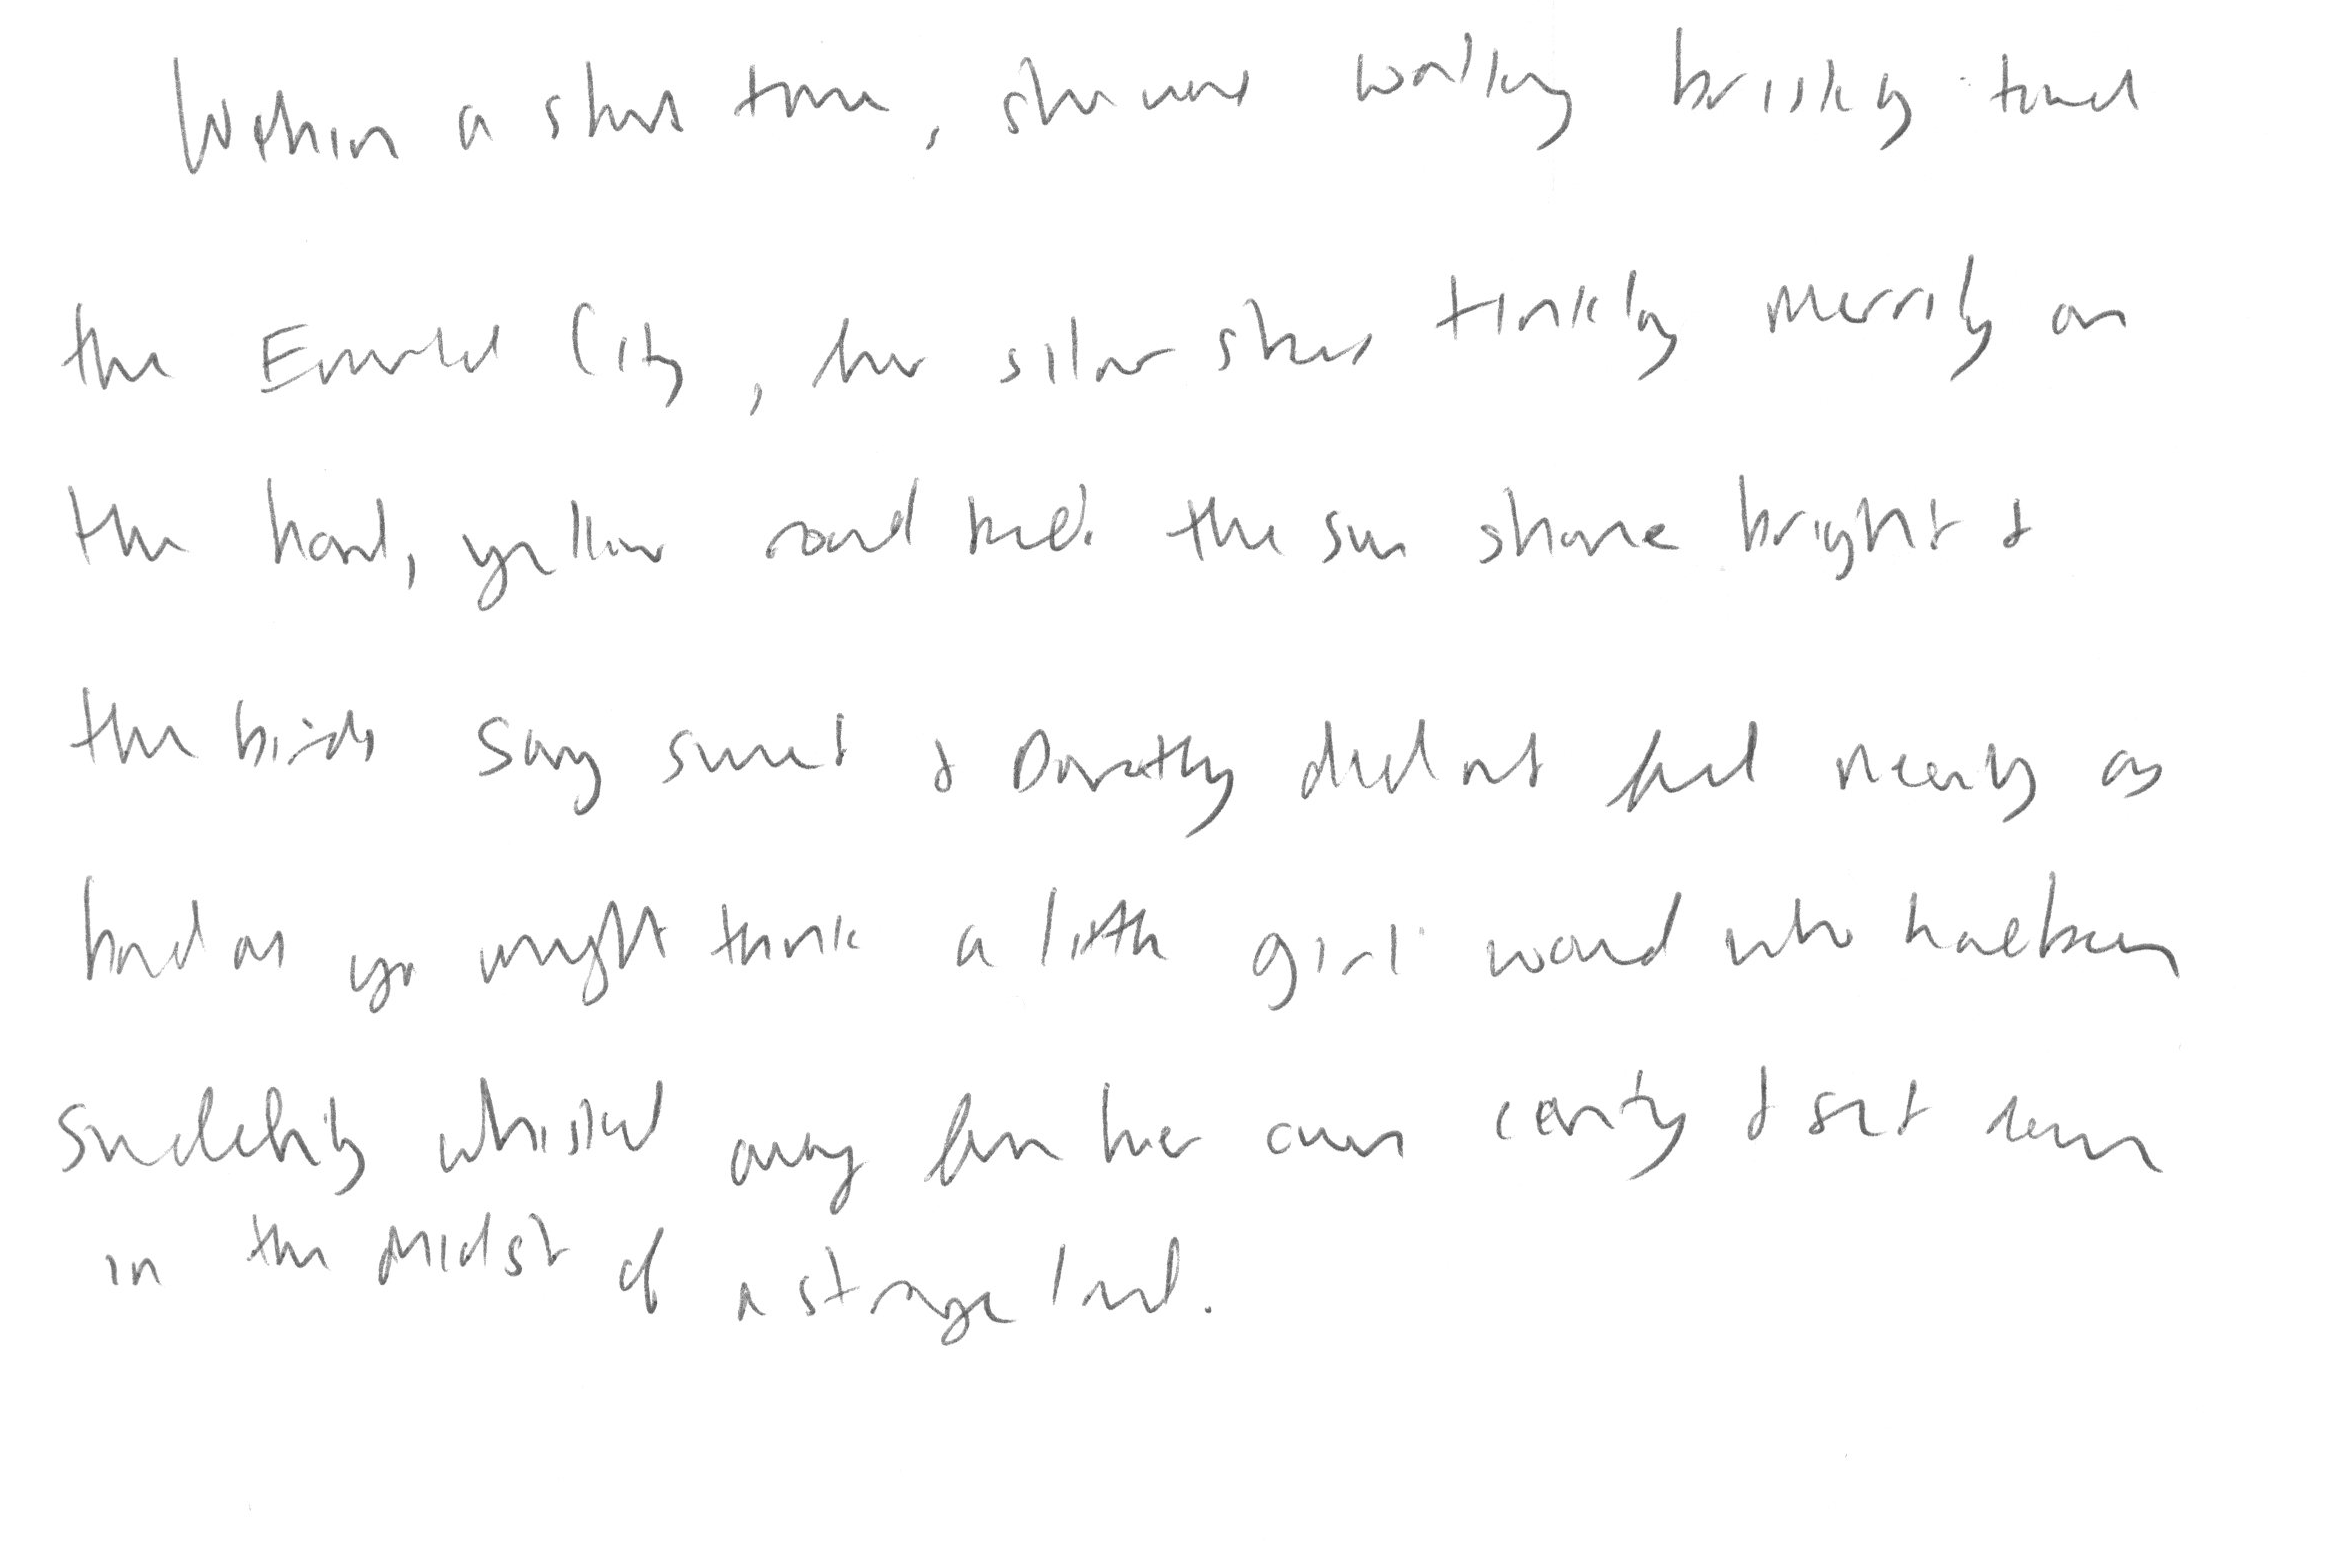 Within a short time, she was walking briskly toward
the Emerald City, her silver shoes tinkling merrily on
the hard, yellow road bed. the sun shone bright &
the birds sang sweet & Dorothy did not feel nearly as
bad as you might think a little girl would who had been
suddenly whisked away from her own country & set down
in the midst of a strange land.